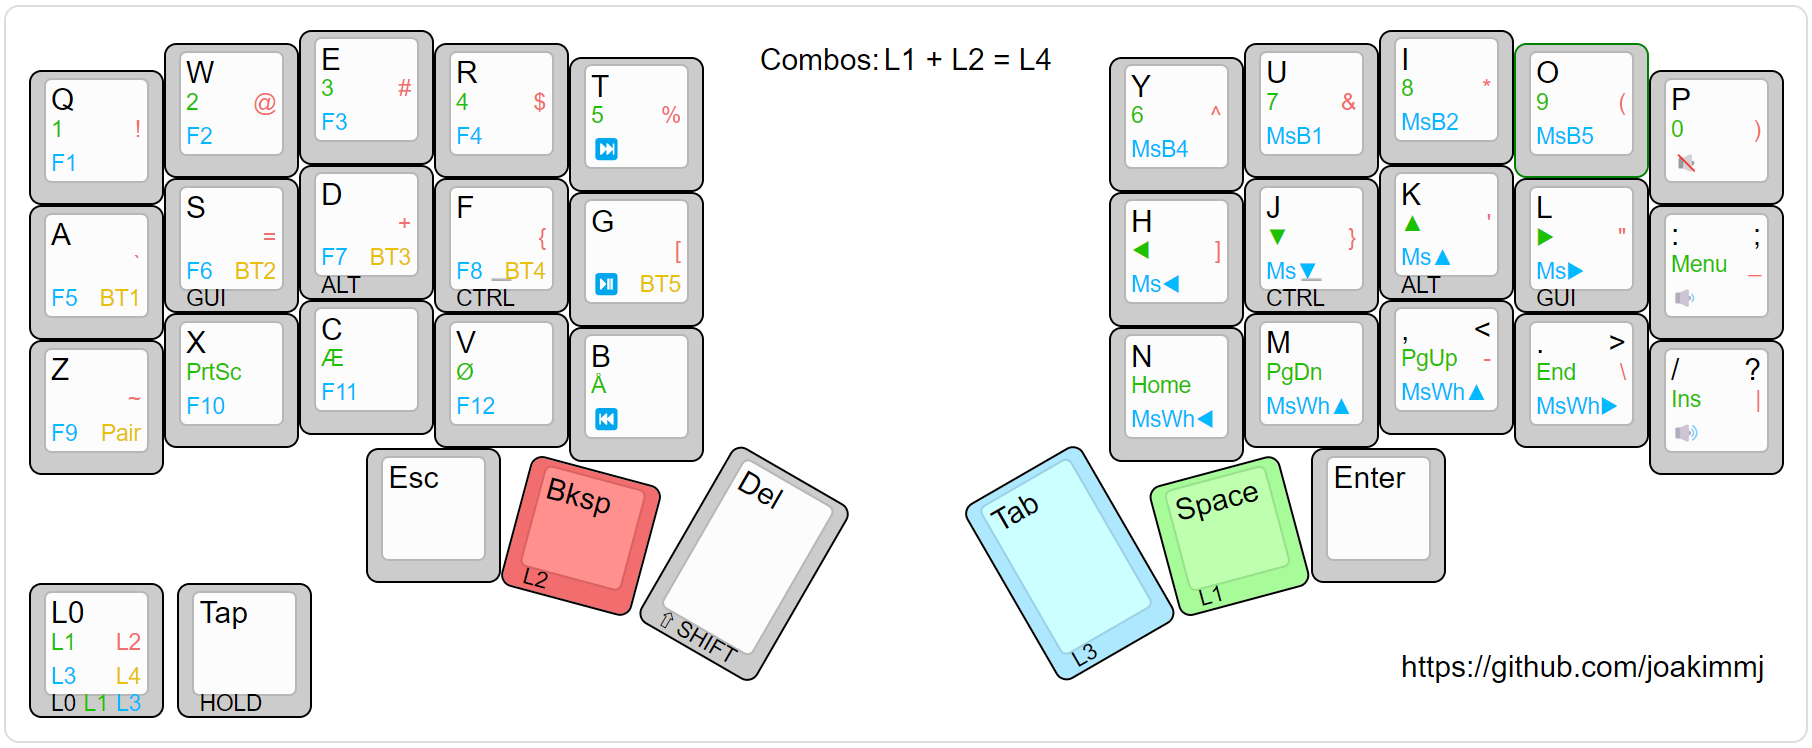 Combos: L1 + L2 = L4
Q
1 !
F1
W
2 @
F2
E
3 #
F3
R
4 $
F4
T
5 %
⏭
Y
6 ^
MsB4
U
7 &
MsB1
I
8 *
MsB2
O
9 (
MsB5
P
0 )
A
`
F5 BT1
S
=
F6 BT2
GUI
D
+
F7 BT3
ALT
F
{
F8 BT4
CTRL
G
[
⏯ BT5
H
◀ ]
Ms◀
J
▼ }
Ms▼
CTRL
K
▲ '
Ms▲
ALT
L
▶ "
Ms▶
GUI
: ;
Menu _
Z
~
F9 Pair
X
PrtSc
F10
C
Æ
F11
V
Ø
F12
B
Å
⏮
N
Home
MsWh◀
M
PgDn
MsWh▲
, <
PgUp -
MsWh▲
. >
End \
MsWh▶
/ ?
Ins |
Esc
Bksp
L2
Del
⇧ SHIFT
Tab
L3
Space
L1
Enter
L0
L1 L2
L3 L4
L0 L1 L3
Tap
HOLD
https://github.com/joakimmj